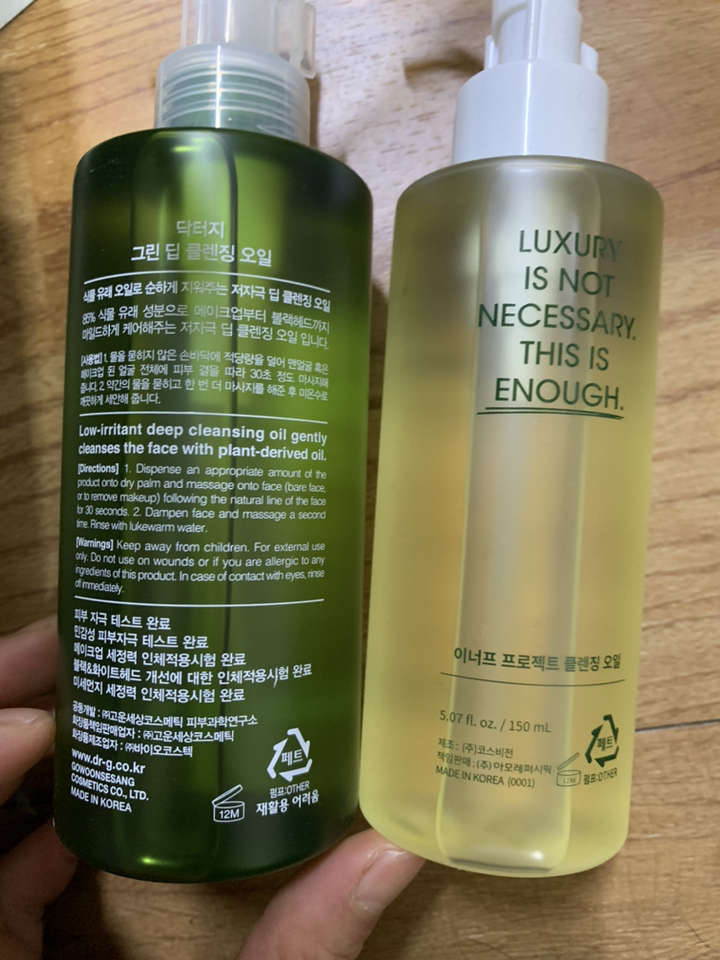 닥터지
그린 딥 클렌징 오일
식물 유래 오일로 순하게 지워주는 저자극 딥 클렌징 오일
85% 식물 유래 성분으로 메이크업부터 블랙헤드까지
마일드하게 케어해주는 저자극 딥 클렌징 오일 입니다.
[사용법] 1. 물을 묻히지 않은 손바닥에 적당량을 덜어 맨얼굴 혹은
메이크업 된 얼굴 전체에 피부 결을 따라 30초 정도 마사지해
줍니다. 2. 약간의 물을 묻히고 한 번 더 마사지를 해준 후 미온수로
깨끗하게 세안해 줍니다.
Low-irritant deep cleansing oil gently
cleanses the face with plant-derived oil.
[Directions] 1. Dispense an appropriate amount of the
product onto dry palm and massage onto face (bare face,
or to remove makeup) following the natural line of the face
for 30 seconds. 2. Dampen face and massage a second
time. Rinse with lukewarm water.
[Warnings] Keep away from children. For external use
only. Do not use on wounds or if you are allergic to any
ingredients of this product. In case of contact with eyes, rinse
off immediately.
피부 자극 테스트 완료
민감성 피부자극 테스트 완료
메이크업 세정력 인체적용시험 완료
블랙&화이트헤드 개선에 대한 인체적용시험 완료
미세먼지 세정력 인체적용시험 완료
공동개발 : ㈜고운세상코스메틱 피부과학연구소
화장품책임판매업자 : ㈜고운세상코스메틱
화장품제조업자 : ㈜바이오코스텍
www.dr-g.co.kr
GOWOONSESANG
COSMETICS CO., LTD.
MADE IN KOREA
12M
페트
펌프:OTHER
재활용 어려움
LUXURY
IS NOT
NECESSARY.
THIS IS
ENOUGH.
이너프 프로젝트 클렌징 오일
5.07 fl. oz. / 150 mL
제조 : (주)코스비전
책임판매 : (주) 아모레퍼시픽
MADE IN KOREA (0001)
12M
페트
펌프:OTHER